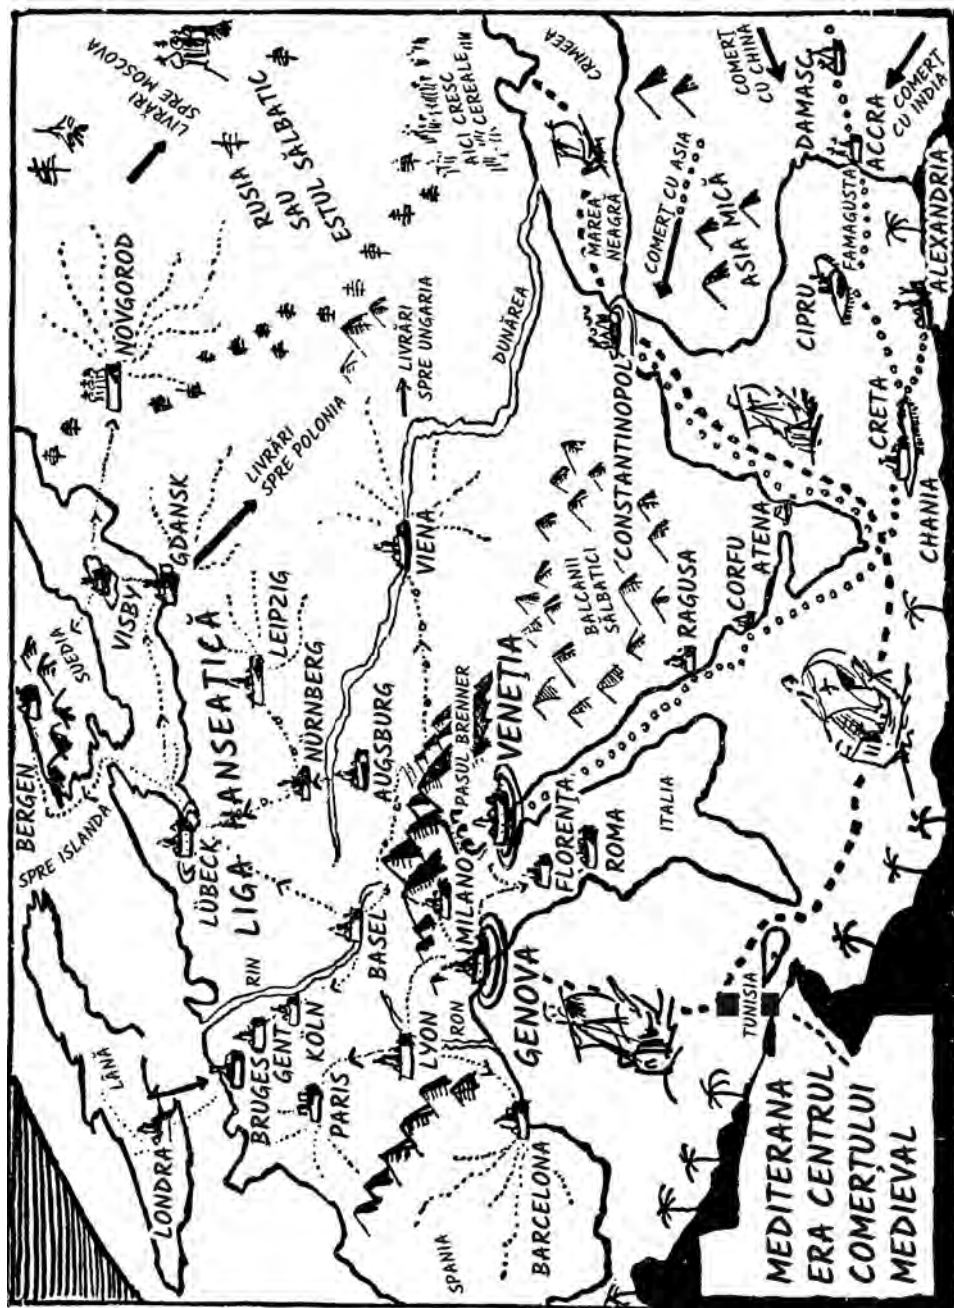 BERGEN
SPRE ISLANDA
SUEDIA
VISBY
NOVGOROD
LIVRĂRI
SPRE MOSCOVA
LÂNĂ
LONDRA
LÜBECK
LIGA HANSEATICĂ
GDANSK
LIVRĂRI
SPRE POLONIA
RUSIA
SAU
ESTUL SĂLBATIC
RIN
BRUGES
GENT
KÖLN
PARIS
LEIPZIG
NÜRNBERG
AUGSBURG
BASEL
VIENA
LIVRĂRI
SPRE UNGARIA
AICI CRESC
CEREALE
CRIMEEA
DUNĂREA
LYON
RON
MILANO
PASUL BRENNER
GENOVA
VENEȚIA
BALCANII
SĂLBATICI
MAREA
NEAGRĂ
SPANIA
BARCELONA
FLORENȚA
ROMA
ITALIA
RAGUSA
CORFU
ATENA
CONSTANTINOPOL
COMERȚ CU ASIA
ASIA MICĂ
COMERȚ
CU CHINA
DAMASC
ACCRA
COMERȚ
CU INDIA
CIPRU
FAMAGUSTA
CRETA
CHANIA
ALEXANDRIA
TUNISIA
MEDITERANA
ERA CENTRUL
COMERȚULUI
MEDIEVAL